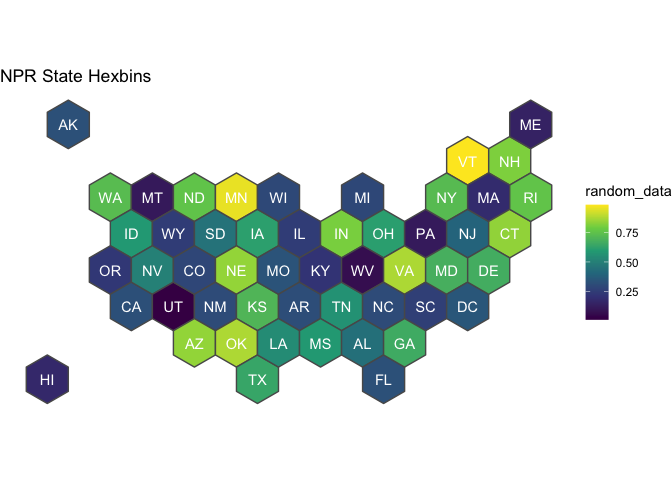 NPR State Hexbins
AK ME
VT NH
WA MT ND MN WI MI NY MA RI
ID WY SD IA IL IN OH PA NJ CT
OR NV CO NE MO KY WV VA MD DE
CA UT NM KS AR TN NC SC DC
AZ OK LA MS AL GA
HI TX FL
random_data
0.75
0.50
0.25